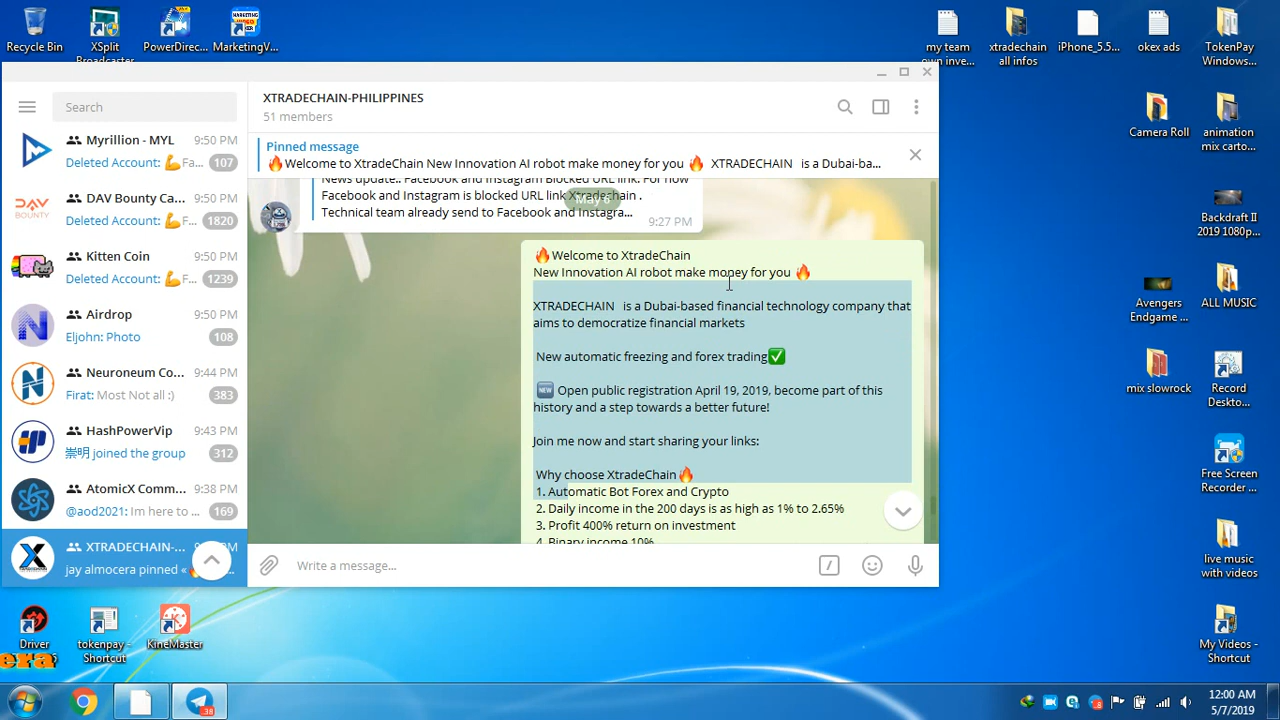 Recycle Bin
XSplit
Broadcaster
PowerDirec...
MarketingV...
my team
own inve...
xtradechain
all infos
iPhone_5.5...
okex ads
TokenPay
Windows...
Search
XTRADECHAIN-PHILIPPINES
51 members
Pinned message
🔥Welcome to XtradeChain New Innovation AI robot make money for you 🔥 XTRADECHAIN is a Dubai-ba...
Myrillion - MYL 9:50 PM
Deleted Account: 💪Fa... 107
DAV Bounty Ca... 9:50 PM
Deleted Account: 💪... 1820
Kitten Coin 9:50 PM
Deleted Account: 💪F... 1239
Airdrop 9:50 PM
Eljohn: Photo 108
Neuroneum Co... 9:44 PM
Firat: Most Not all :) 383
HashPowerVip 9:43 PM
崇明 joined the group 312
AtomicX Comm... 9:38 PM
@aod2021: Im here to ... 169
XTRADECHAIN-...
jay almocera pinned «
News update.. Facebook and Instagram Blocked URL link. For now
Facebook and Instagram is blocked URL link Xtradechain .
Technical team already send to Facebook and Instagra...
9:27 PM
May 6
🔥Welcome to XtradeChain
New Innovation AI robot make money for you 🔥
XTRADECHAIN is a Dubai-based financial technology company that
aims to democratize financial markets
New automatic freezing and forex trading✅
🆕 Open public registration April 19, 2019, become part of this
history and a step towards a better future!
Join me now and start sharing your links:
Why choose XtradeChain🔥
1. Automatic Bot Forex and Crypto
2. Daily income in the 200 days is as high as 1% to 2.65%
3. Profit 400% return on investment
4. Binary income 10%
Write a message...
Camera Roll
animation
mix carto...
Backdraft II
2019 1080p...
Avengers
Endgame ...
ALL MUSIC
mix slowrock
Record
Deskto...
Free Screen
Recorder ...
live music
with videos
My Videos -
Shortcut
Driver
era
tokenpay -
Shortcut
KineMaster
38
12:00 AM
5/7/2019